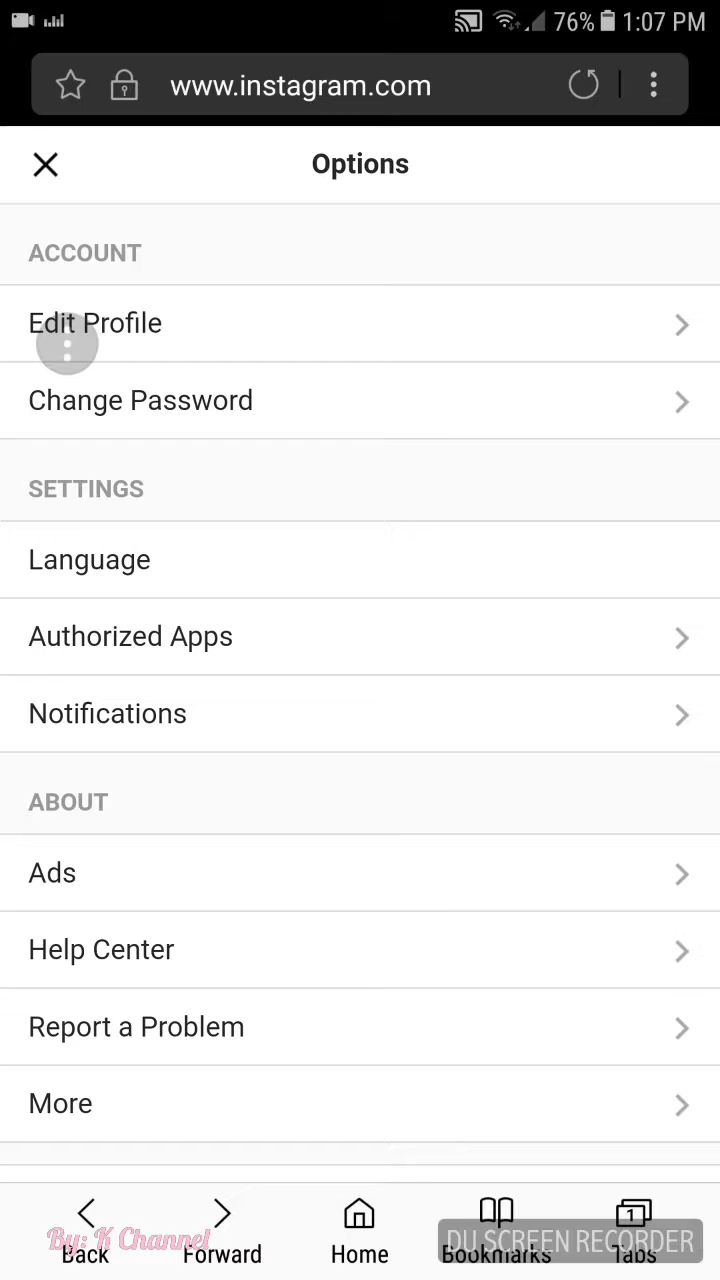 76% 1:07 PM
www.instagram.com
Options
ACCOUNT
Edit Profile
Change Password
SETTINGS
Language
Authorized Apps
Notifications
ABOUT
Ads
Help Center
Report a Problem
More
1
By: K Channel
DU SCREEN RECORDER
Back Forward Home Bookmarks Tabs